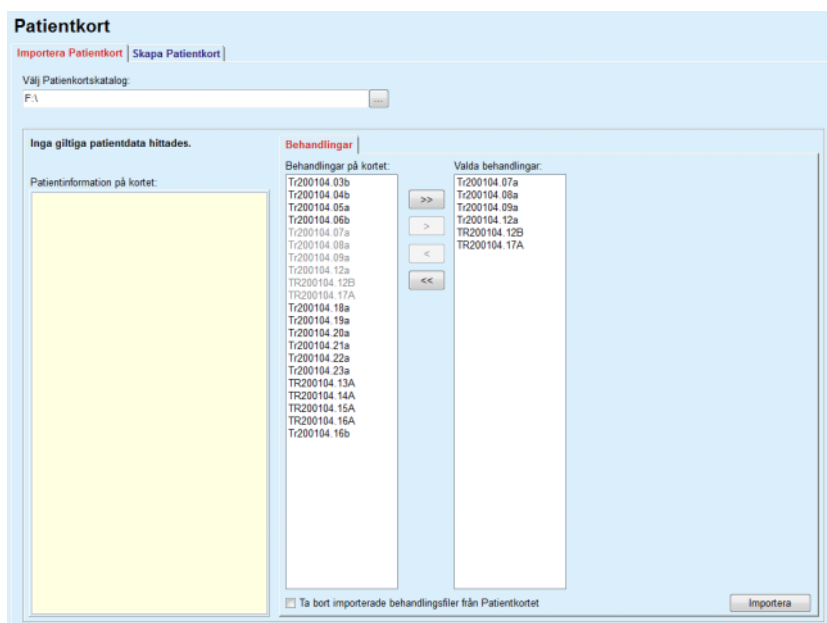 Patientkort
Importera Patientkort Skapa Patientkort
Välj Patienkortskatalog:
F:\
...
Inga giltiga patientdata hittades.
Patientinformation på kortet:
Behandlingar
Behandlingar på kortet:
Tr200104.03b
Tr200104.04b
Tr200104.05a
Tr200104.06b
Tr200104.07a
Tr200104.08a
Tr200104.09a
Tr200104.12a
TR200104.12B
TR200104.17A
Tr200104.18a
Tr200104.19a
Tr200104.20a
Tr200104.21a
Tr200104.22a
Tr200104.23a
TR200104.13A
TR200104.14A
TR200104.15A
TR200104.16A
Tr200104.16b
>>
>
<
<<
Valda behandlingar:
Tr200104.07a
Tr200104.08a
Tr200104.09a
Tr200104.12a
TR200104.12B
TR200104.17A
Ta bort importerade behandlingsfiler från Patientkortet
Importera